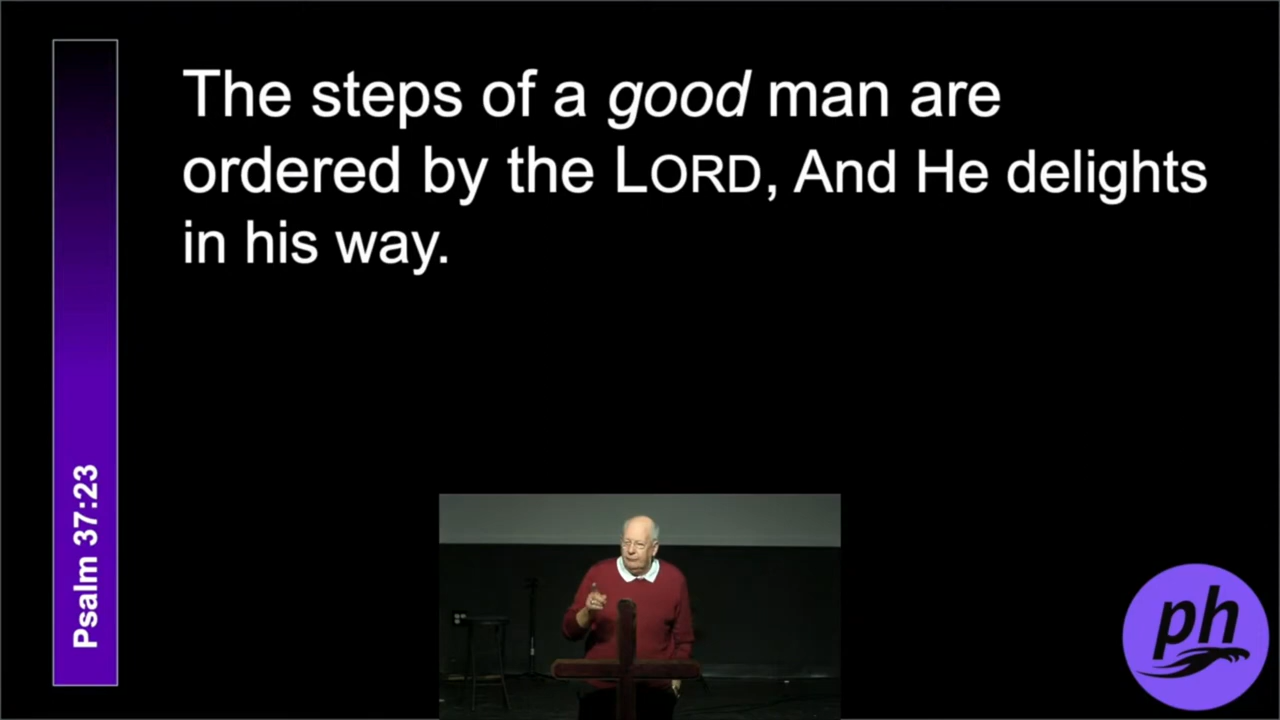 The steps of a good man are
ordered by the LORD, And He delights
in his way.
Psalm 37:23
ph